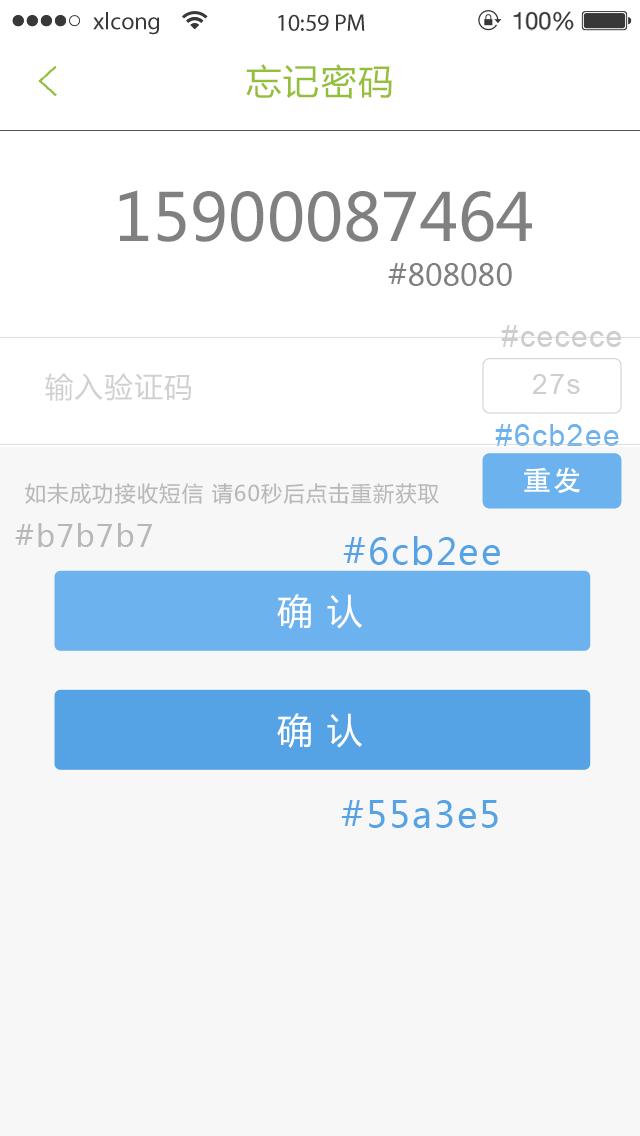 xlcong 10:59 PM 100%
忘记密码
15900087464
#808080
#cecece
输入验证码 27s
#6cb2ee
重发
如未成功接收短信 请60秒后点击重新获取
#b7b7b7
#6cb2ee
确 认
确 认
#55a3e5